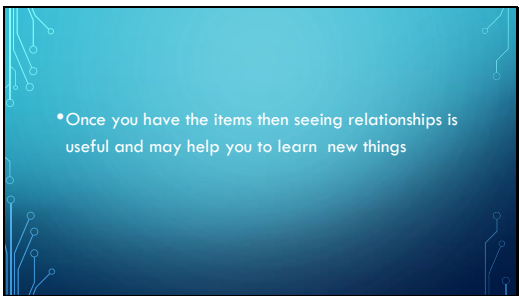 •Once you have the items then seeing relationships is
useful and may help you to learn  new things